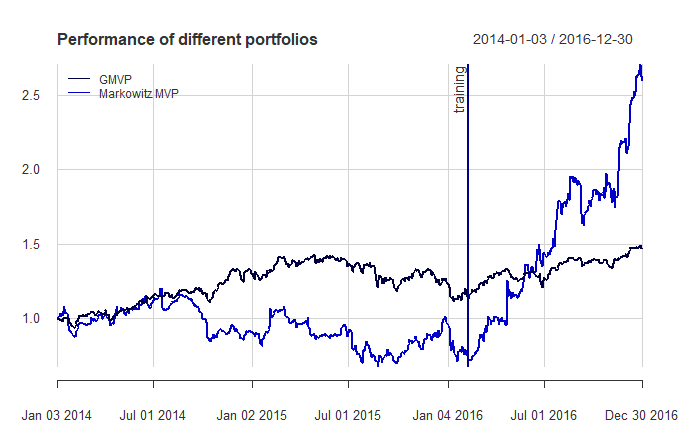 Performance of different portfolios
2014-01-03 / 2016-12-30
GMVP
Markowitz MVP
training
2.5
2.0
1.5
1.0
Jan 03 2014
Jul 01 2014
Jan 02 2015
Jul 01 2015
Jan 04 2016
Jul 01 2016
Dec 30 2016